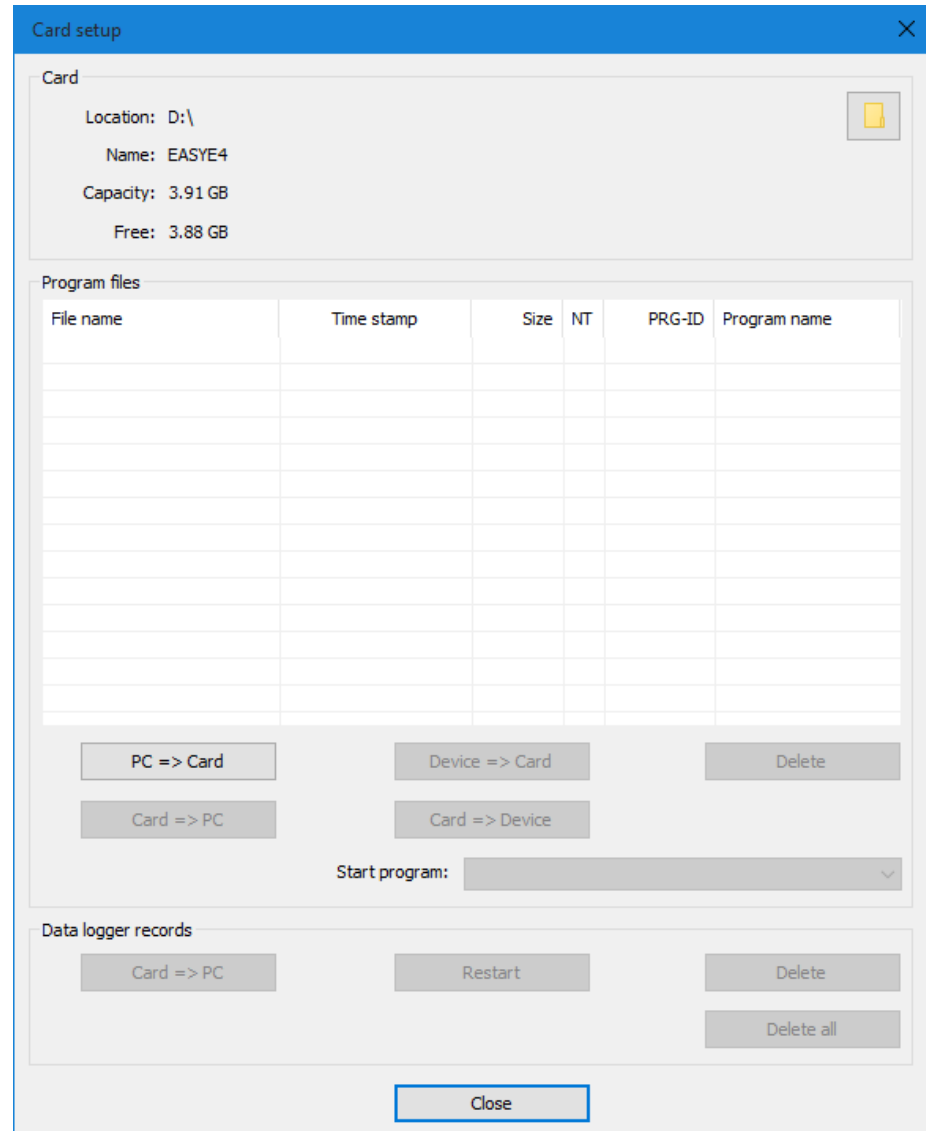 Card setup
Card
Location: D:\
Name: EASYE4
Capacity: 3.91 GB
Free: 3.88 GB
Program files
File name Time stamp Size NT PRG-ID Program name
PC => Card Device => Card Delete
Card => PC Card => Device
Start program:
Data logger records
Card => PC Restart Delete
Delete all
Close